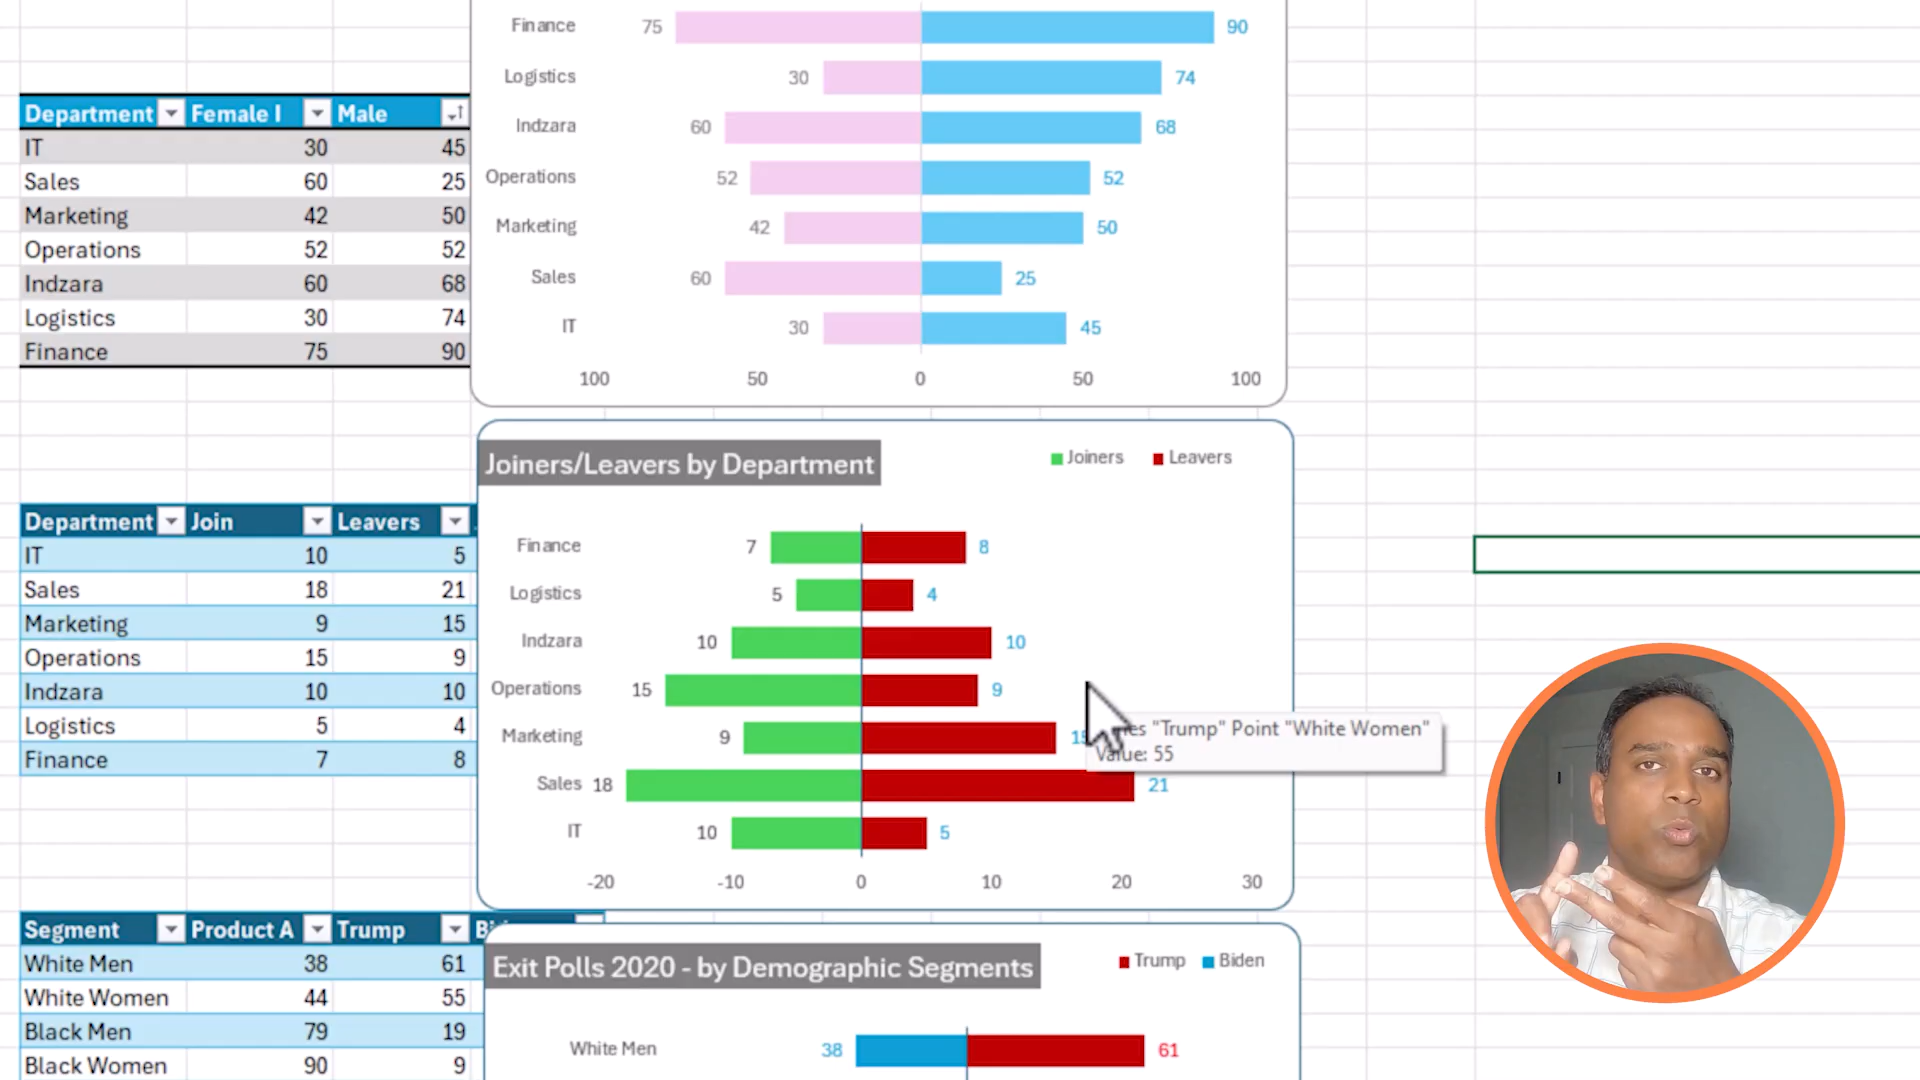 Finance 75 90
Logistics 30 74
Indzara 60 68
Operations 52 52
Marketing 42 50
Sales 60 25
IT 30 45
100 50 0 50 100
Department Female I Male
IT 30 45
Sales 60 25
Marketing 42 50
Operations 52 52
Indzara 60 68
Logistics 30 74
Finance 75 90
Joiners/Leavers by Department
Joiners Leavers
Finance 7 8
Logistics 5 4
Indzara 10 10
Operations 15 9
Marketing 9
Sales 18 21
IT 10 5
-20 -10 0 10 20 30
"Trump" Point "White Women"
Value: 55
Department Join Leavers
IT 10 5
Sales 18 21
Marketing 9 15
Operations 15 9
Indzara 10 10
Logistics 5 4
Finance 7 8
Segment Product A Trump
White Men 38 61
White Women 44 55
Black Men 79 19
Black Women 90 9
Exit Polls 2020 - by Demographic Segments
Trump Biden
White Men 38 61